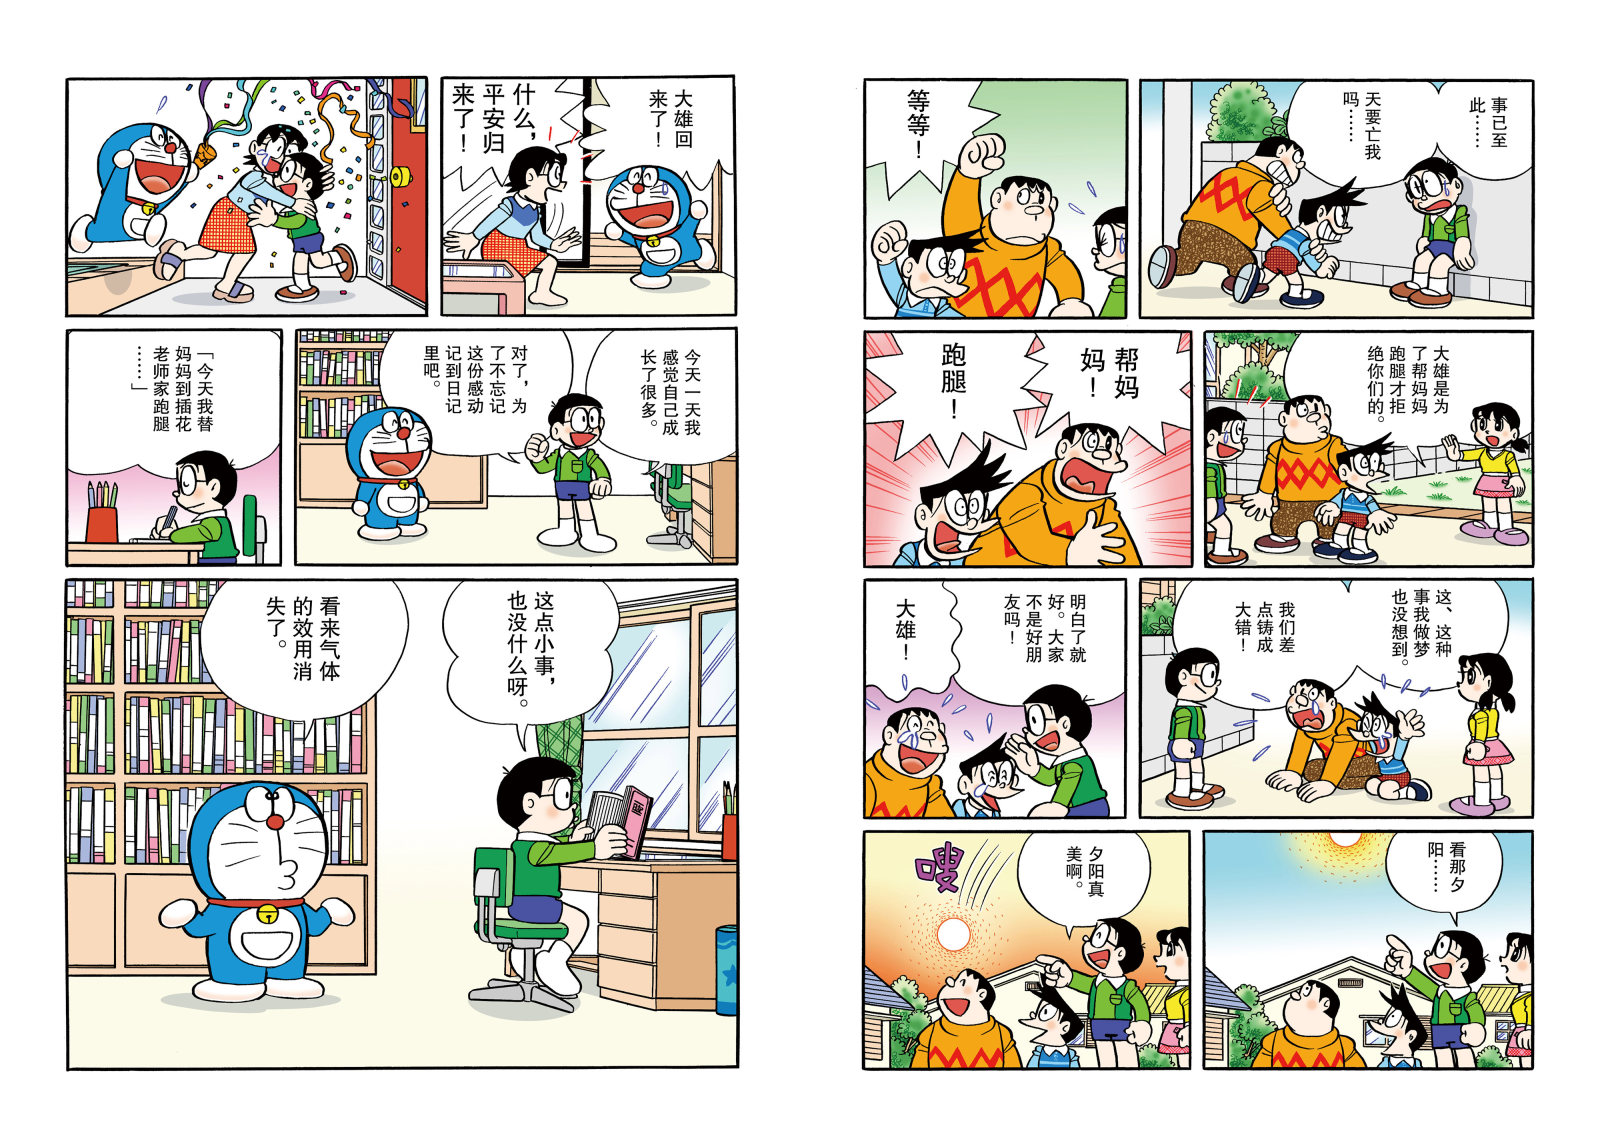 事已至
此……
天要亡我
吗……
等等！
大雄是为
了帮妈妈
跑腿才拒
绝你们的。
帮妈
妈！
跑腿！
这、这种
事我做梦
也没想到。
我们差
点铸成
大错！
明白了就
好。大家
不是好朋
友吗！
大雄！
看那夕
阳……
夕阳真
美啊。
嗖
大雄回
来了！
什么，
平安归
来了！
今天一天我
感觉自己成
长了很多。
对了，为
了不忘记
这份感动
记到日记
里吧。
「今天我替
妈妈到插花
老师家跑腿
……」
这点小事，
也没什么呀。
看来气体
的效用消
失了。